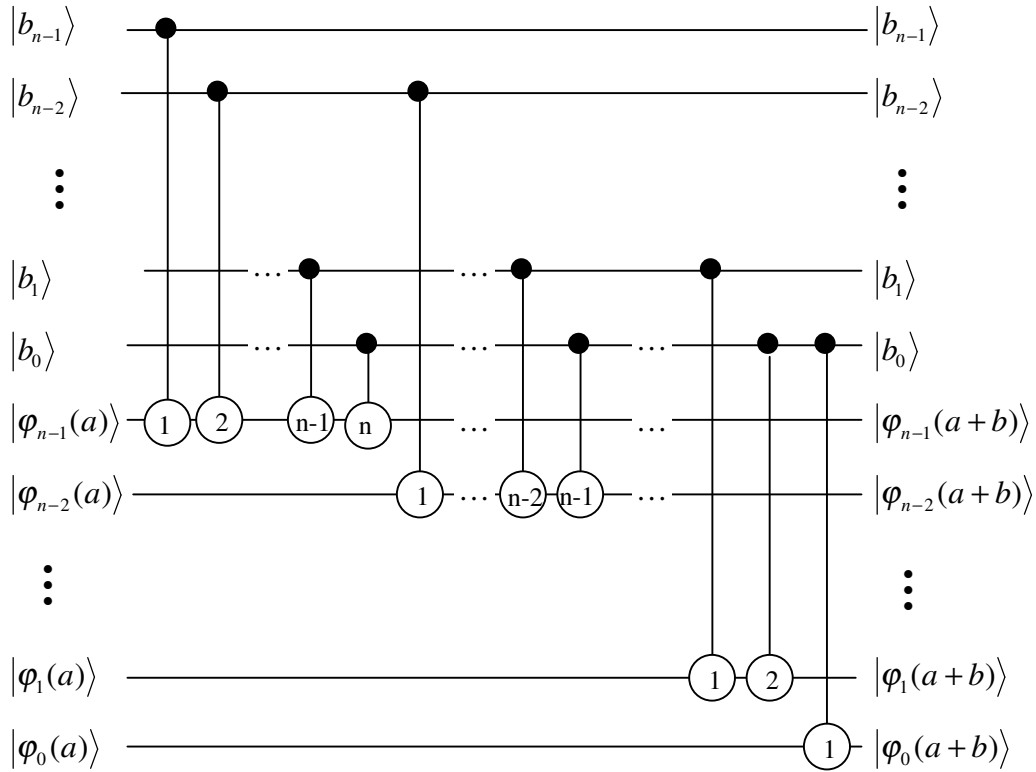 |b_{n-1}⟩ |b_{n-1}⟩
|b_{n-2}⟩ |b_{n-2}⟩
⋮ ⋮
|b_1⟩ … … |b_1⟩
|b_0⟩ … … … |b_0⟩
|φ_{n-1}(a)⟩ 1 2 n-1 n … … |φ_{n-1}(a+b)⟩
|φ_{n-2}(a)⟩ 1 … n-2 n-1 … |φ_{n-2}(a+b)⟩
⋮ ⋮
|φ_1(a)⟩ 1 2 |φ_1(a+b)⟩
|φ_0(a)⟩ 1 |φ_0(a+b)⟩